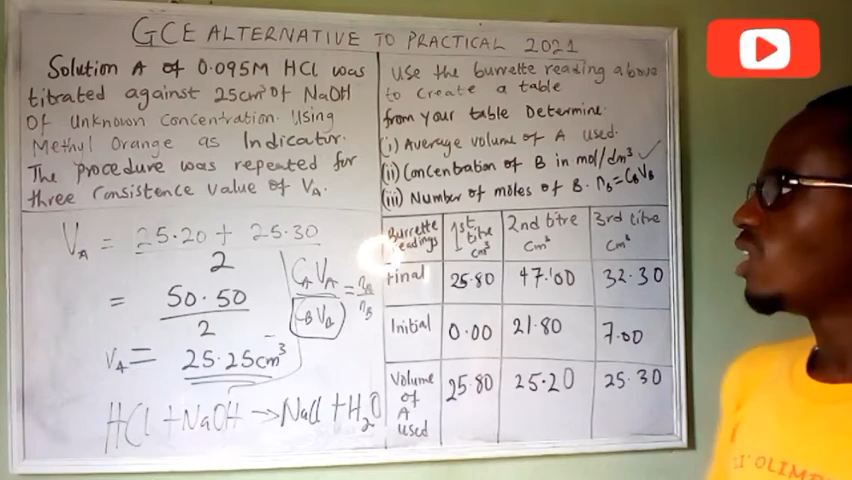 GCE ALTERNATIVE TO PRACTICAL 2021
Solution A of 0.095M HCl was
titrated against 25cm³ of NaOH
Of unknown concentration. Using
Methyl Orange as Indicator.
The procedure was repeated for
three Consistence value of VA.
VA = 25.20 + 25.30
2
= 50.50
2
VA = 25.25cm³
CAVA
CBVB
= nA
nB
HCl + NaOH → NaCl + H₂O
Use the burrette reading above
to create a table
from your table Determine.
(i) Average volume of A used.
(ii) Concentration of B in mol/dm³ ✓
(iii) Number of moles of B. nB = CBVB
Burrette readings 1st titre cm³ 2nd titre cm³ 3rd titre cm³
Final 25.80 47.00 32.30
Initial 0.00 21.80 7.00
Volume of A used 25.80 25.20 25.30